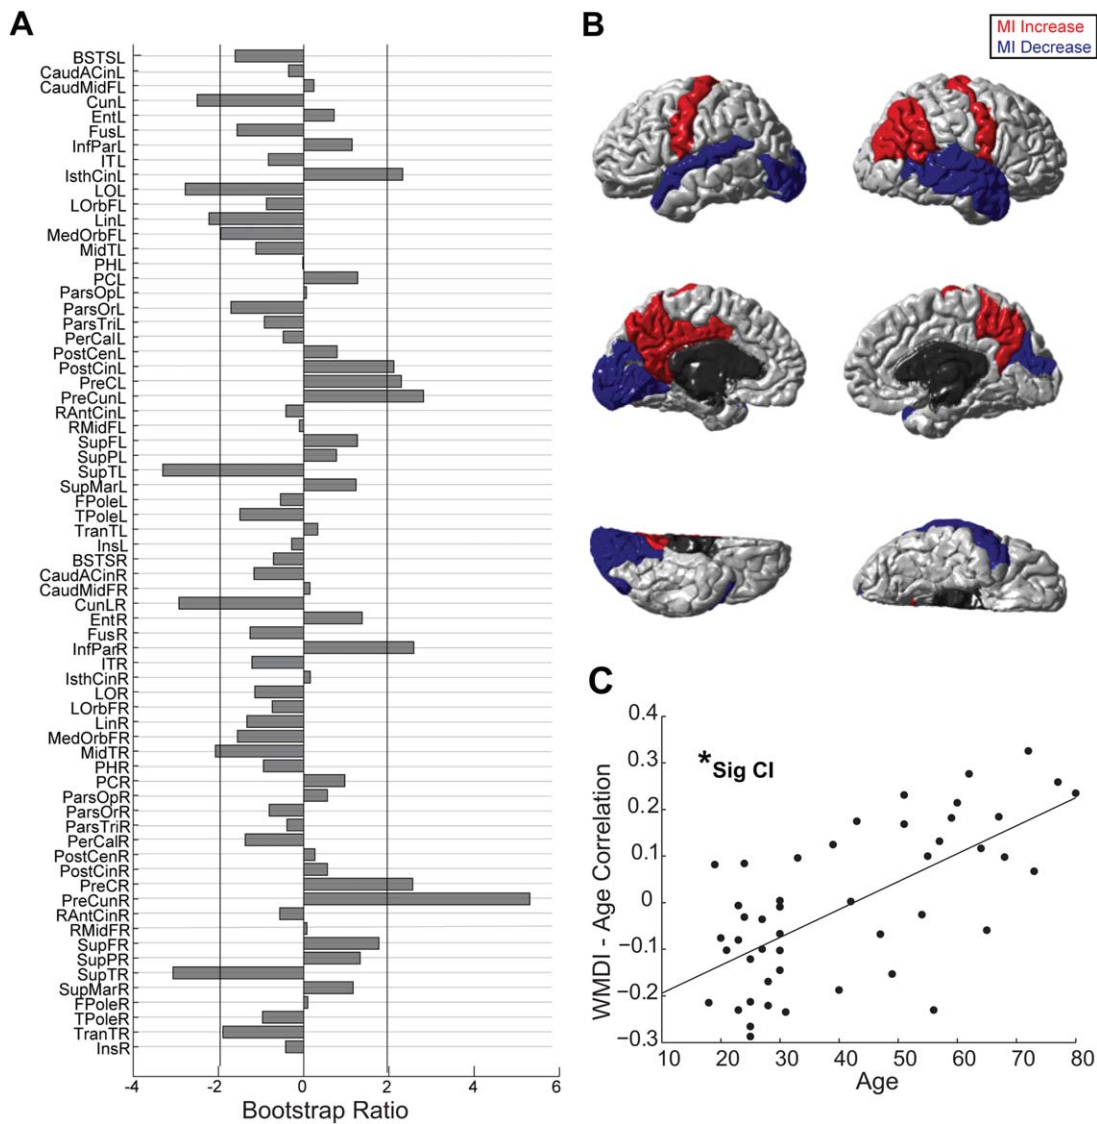 A
BSTSL
CaudACinL
CaudMidFL
CunL
EntL
FusL
InfParL
ITL
IsthCinL
LOL
LOrbFL
LinL
MedOrbFL
MidTL
PHL
PCL
ParsOpL
ParsOrL
ParsTriL
PerCalL
PostCenL
PostCinL
PreCL
PreCunL
RAntCinL
RMidFL
SupFL
SupPL
SupTL
SupMarL
FPoleL
TPoleL
TranTL
InsL
BSTSR
CaudACinR
CaudMidFR
CunLR
EntR
FusR
InfParR
ITR
IsthCinR
LOR
LOrbFR
LinR
MedOrbFR
MidTR
PHR
PCR
ParsOpR
ParsOrR
ParsTriR
PerCalR
PostCenR
PostCinR
PreCR
PreCunR
RAntCinR
RMidFR
SupFR
SupPR
SupTR
SupMarR
FPoleR
TPoleR
TranTR
InsR
-4 -2 0 2 4 6
Bootstrap Ratio
B
MI Increase
MI Decrease
C
0.4
0.3
0.2
0.1
0
−0.1
−0.2
−0.3
WMDI - Age Correlation
*Sig CI
10 20 30 40 50 60 70 80
Age